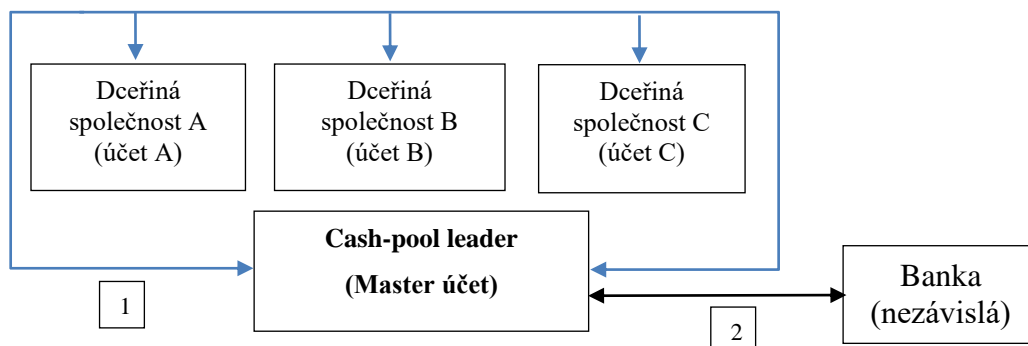 Dceřiná
společnost A
(účet A)
Dceřiná
společnost B
(účet B)
Dceřiná
společnost C
(účet C)
Cash-pool leader
(Master účet)
Banka
(nezávislá)
1
2